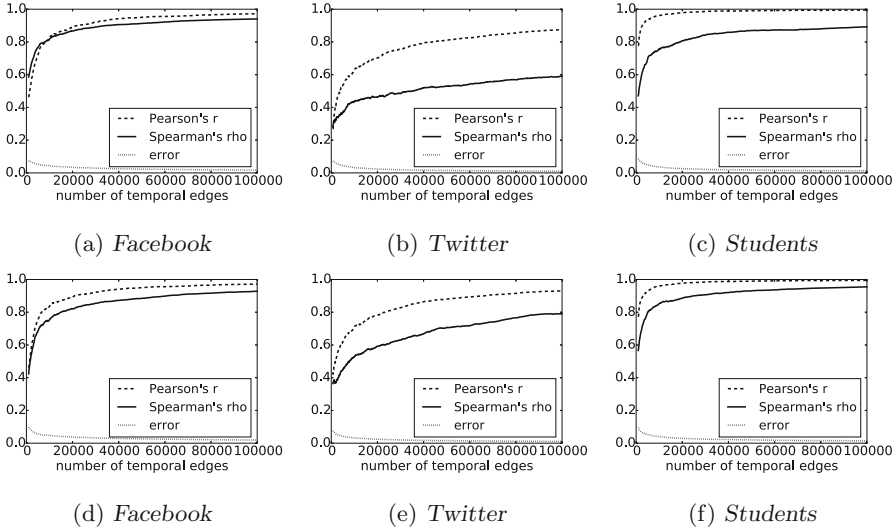 1.0 1.0 1.0
0.8 0.8 0.8
0.6 0.6 0.6
0.4 0.4 0.4
Pearson's r Pearson's r Pearson's r
0.2 Spearman's rho 0.2 Spearman's rho 0.2 Spearman's rho
error error error
0.0 0.0 0.0
0 20000 40000 60000 80000 100000 0 20000 40000 60000 80000 100000 0 20000 40000 60000 80000 100000
number of temporal edges number of temporal edges number of temporal edges
(a) Facebook (b) Twitter (c) Students
1.0 1.0 1.0
0.8 0.8 0.8
0.6 0.6 0.6
0.4 0.4 0.4
Pearson's r Pearson's r Pearson's r
0.2 Spearman's rho 0.2 Spearman's rho 0.2 Spearman's rho
error error error
0.0 0.0 0.0
0 20000 40000 60000 80000 100000 0 20000 40000 60000 80000 100000 0 20000 40000 60000 80000 100000
number of temporal edges number of temporal edges number of temporal edges
(d) Facebook (e) Twitter (f) Students